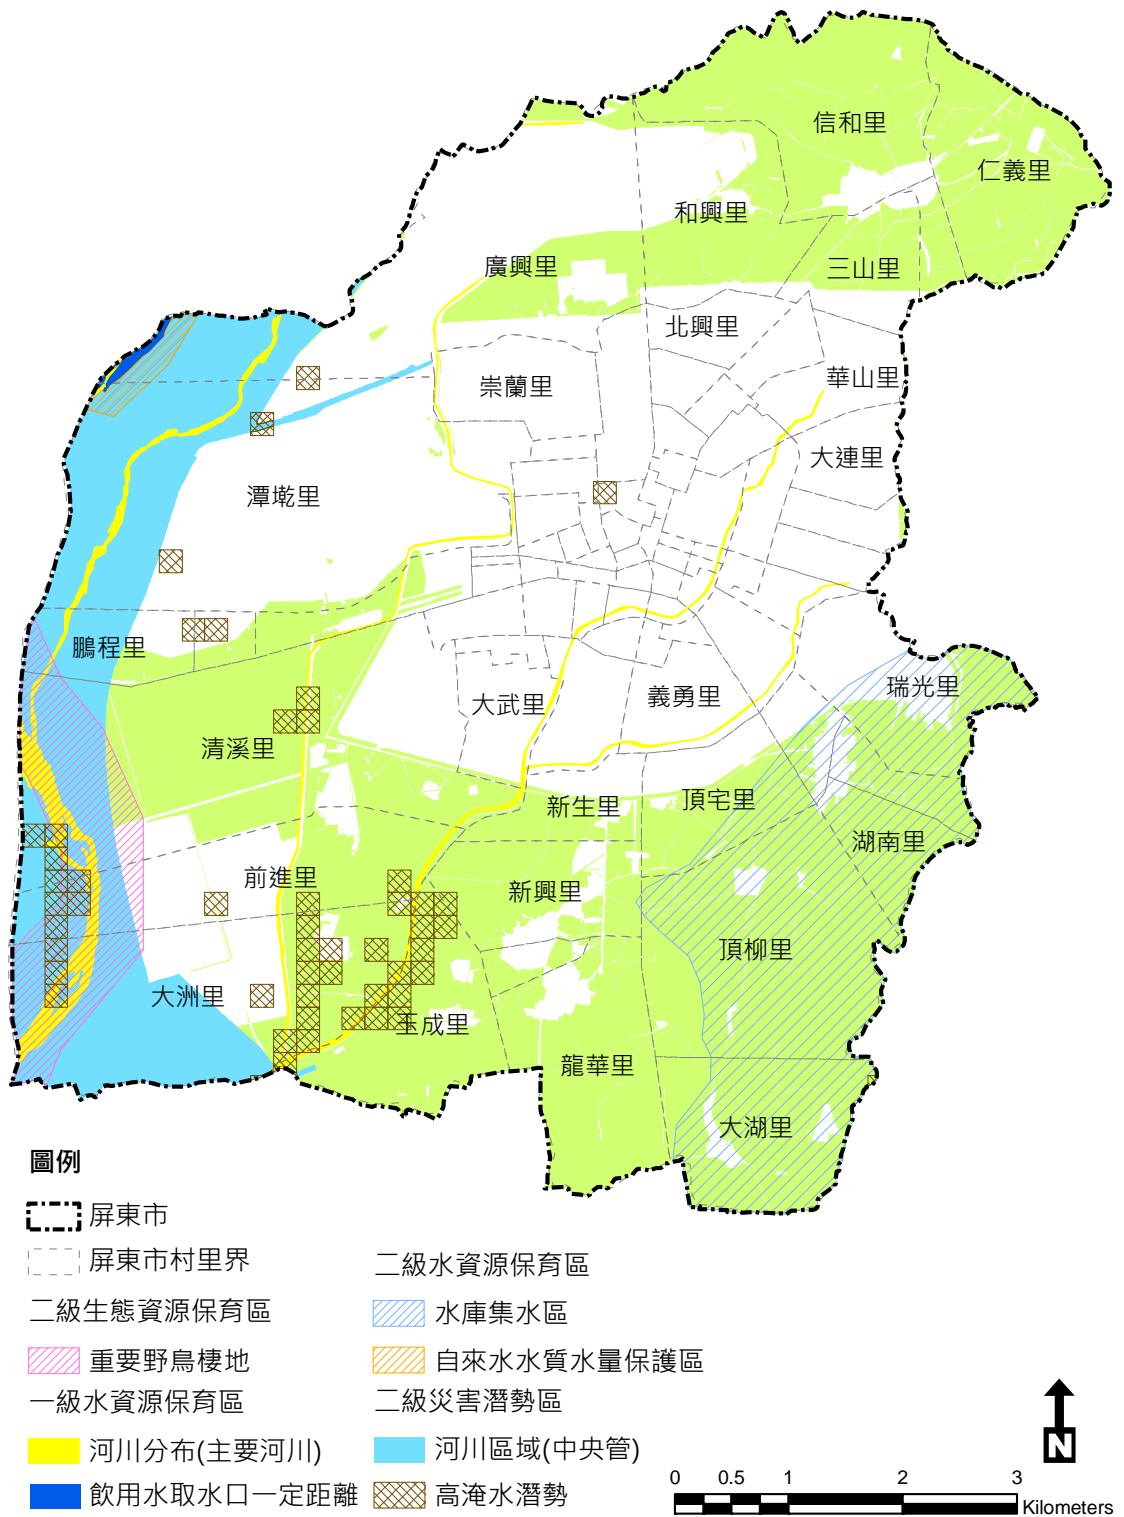 信和里
仁義里
和興里
廣興里
三山里
北興里
崇蘭里
華山里
大連里
潭墘里
鵬程里
瑞光里
大武里
義勇里
清溪里
新生里
頂宅里
湖南里
前進里
新興里
頂柳里
大洲里
玉成里
龍華里
大湖里
圖例
屏東市
屏東市村里界
二級生態資源保育區
重要野鳥棲地
一級水資源保育區
河川分布(主要河川)
飲用水取水口一定距離
二級水資源保育區
水庫集水區
自來水水質水量保護區
二級災害潛勢區
河川區域(中央管)
高淹水潛勢
N
0 0.5 1 2 3
Kilometers